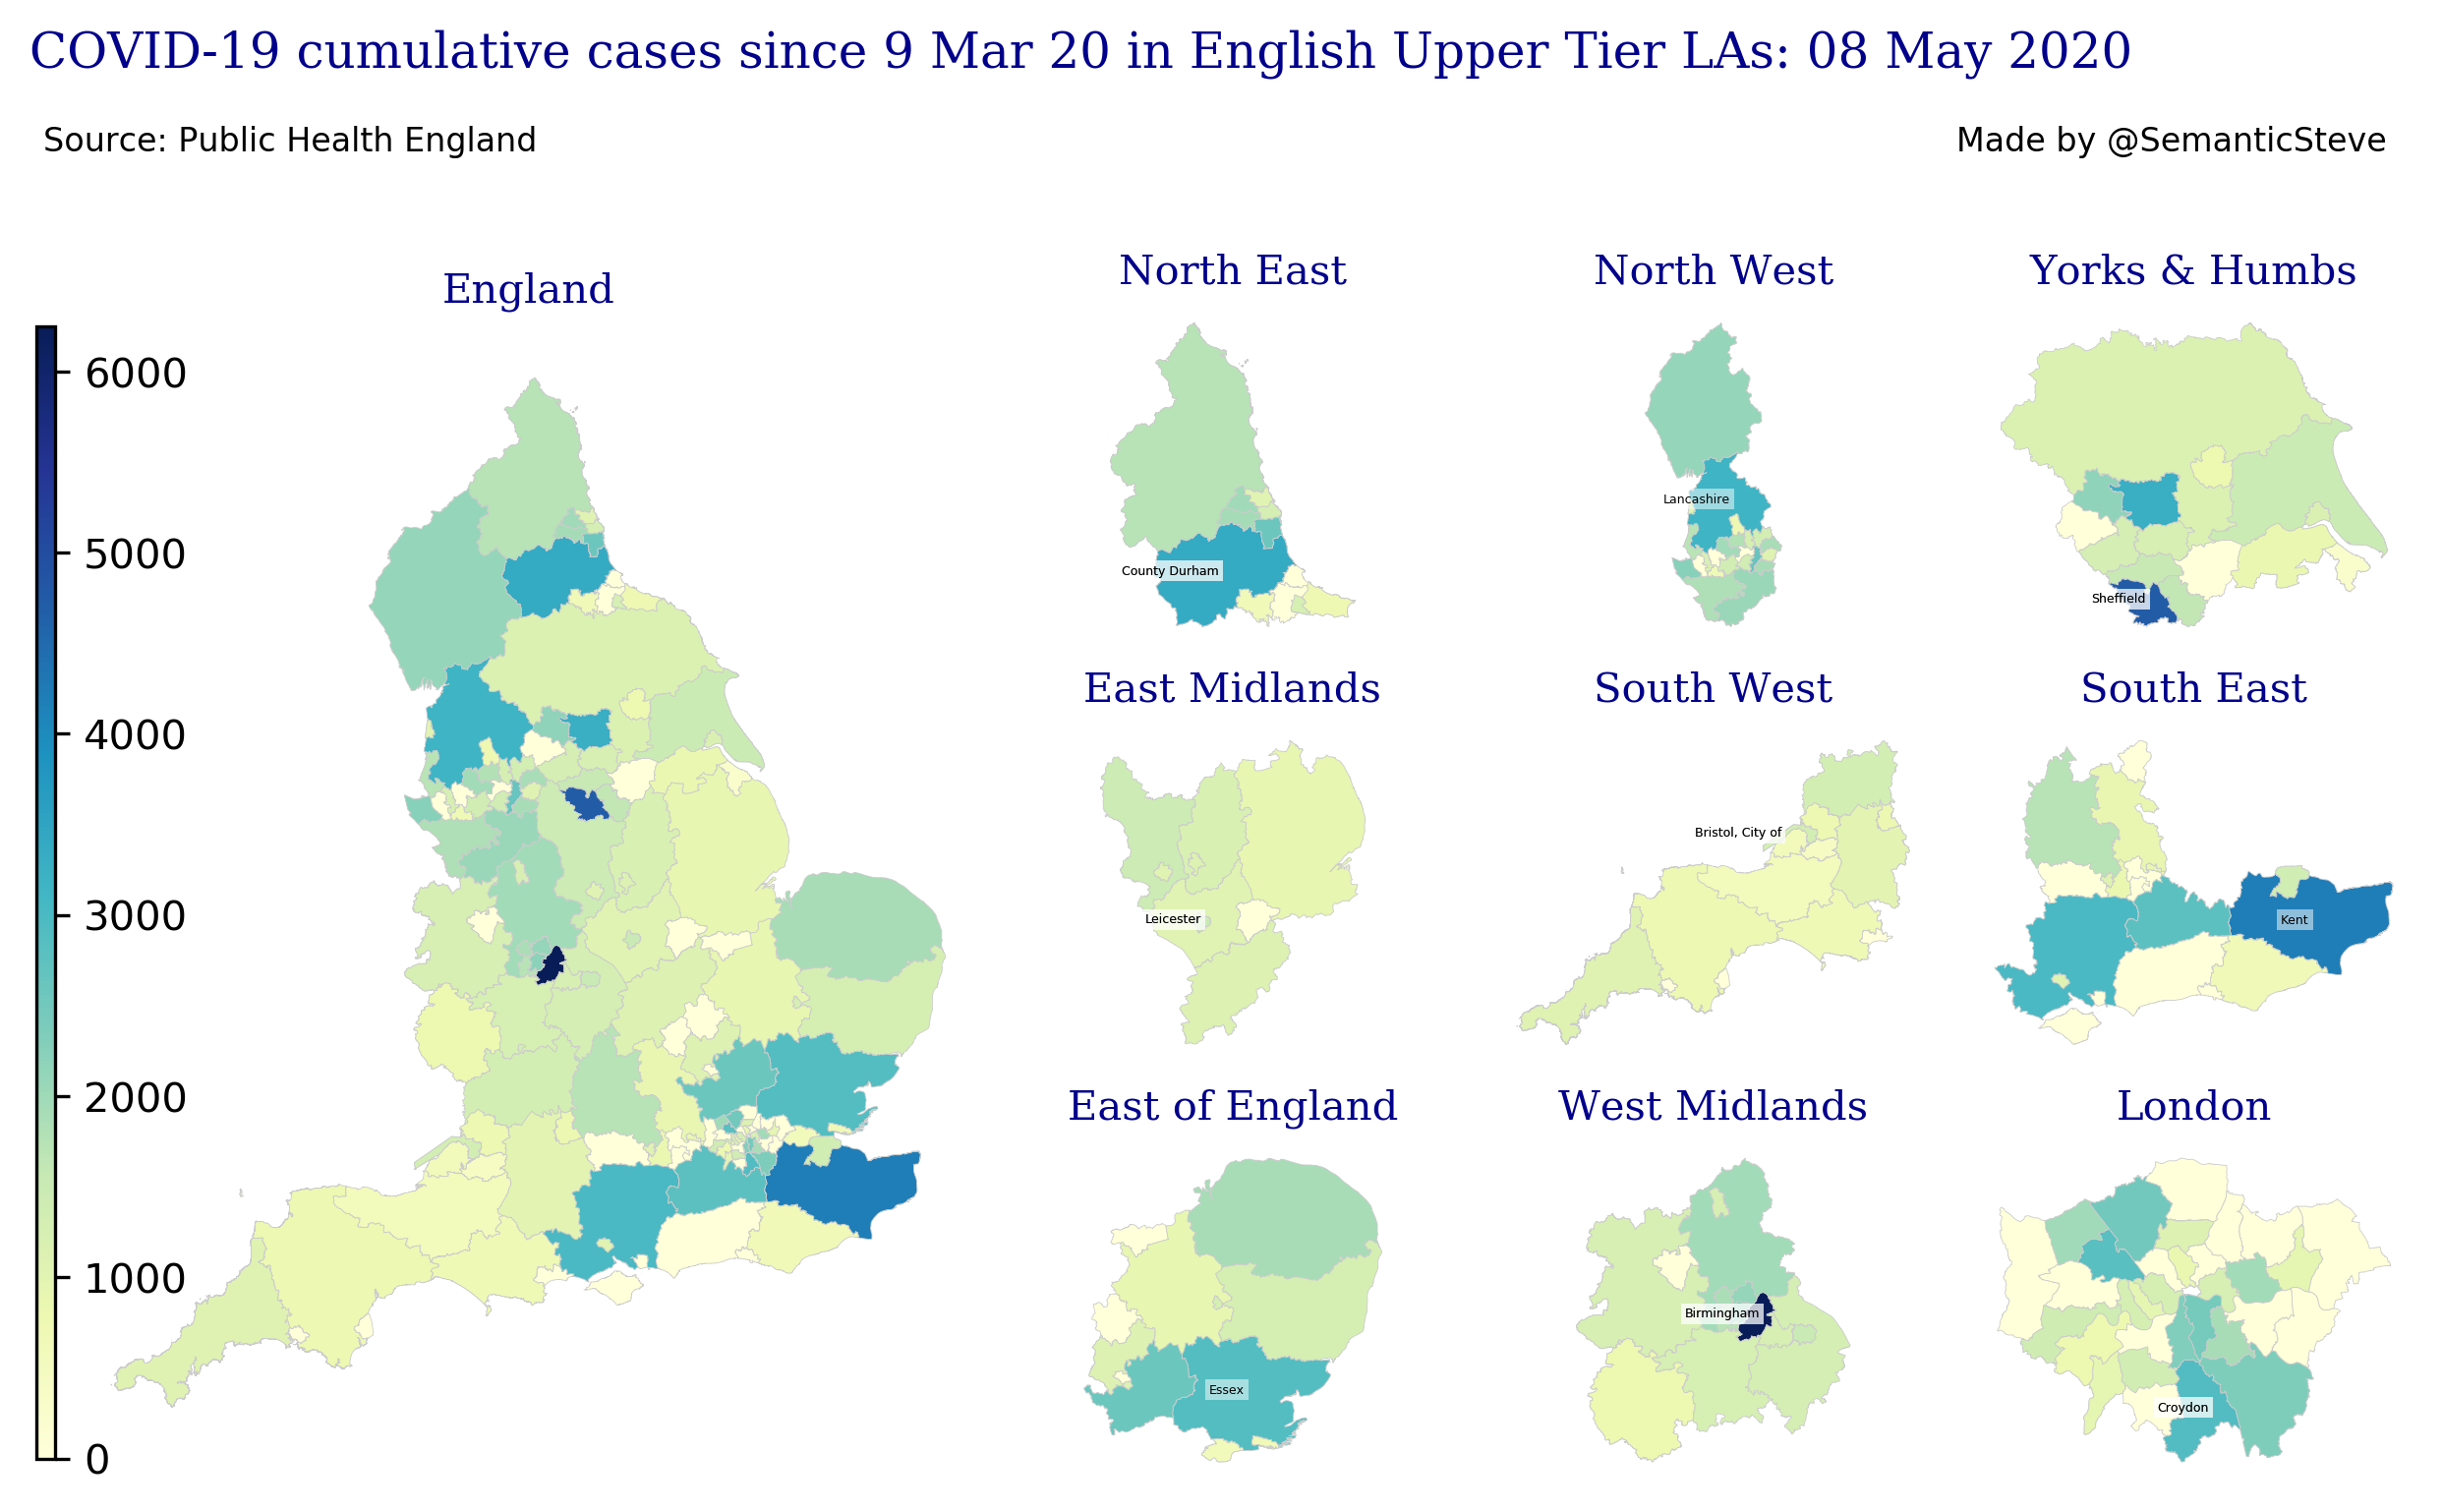 COVID-19 cumulative cases since 9 Mar 20 in English Upper Tier LAs: 08 May 2020
Source: Public Health England
Made by @SemanticSteve
England
6000
5000
4000
3000
2000
1000
0
North East
County Durham
North West
Lancashire
Yorks & Humbs
Sheffield
East Midlands
Leicester
South West
Bristol, City of
South East
Kent
East of England
Essex
West Midlands
Birmingham
London
Croydon